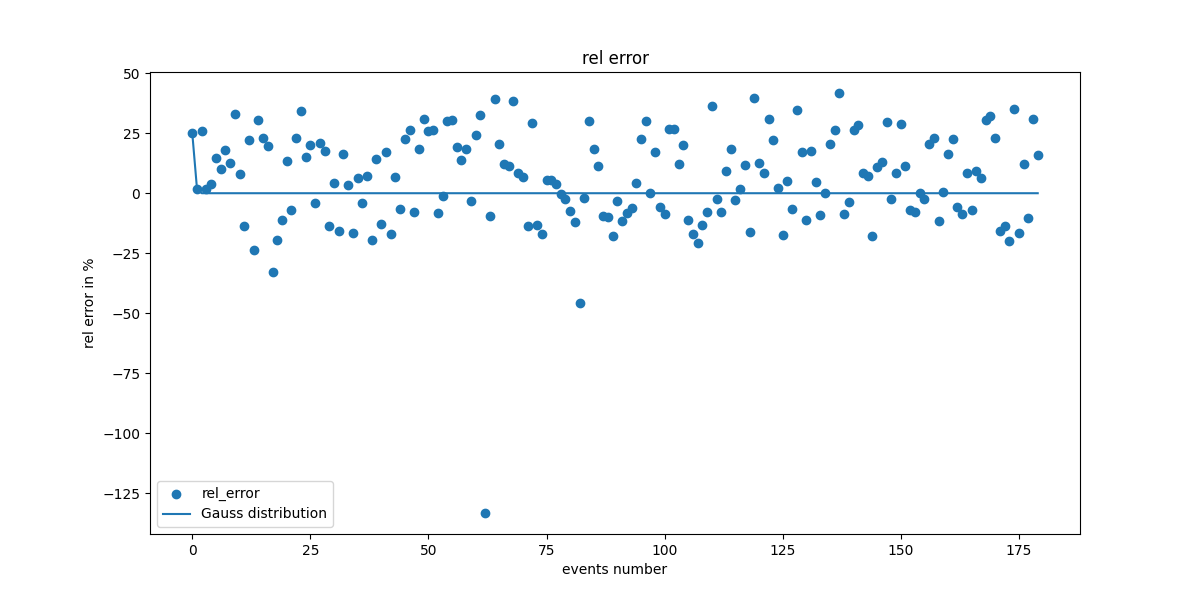 rel error
50
25
0
−25
−50
−75
−100
−125
rel error in %
rel_error
Gauss distribution
0 25 50 75 100 125 150 175
events number